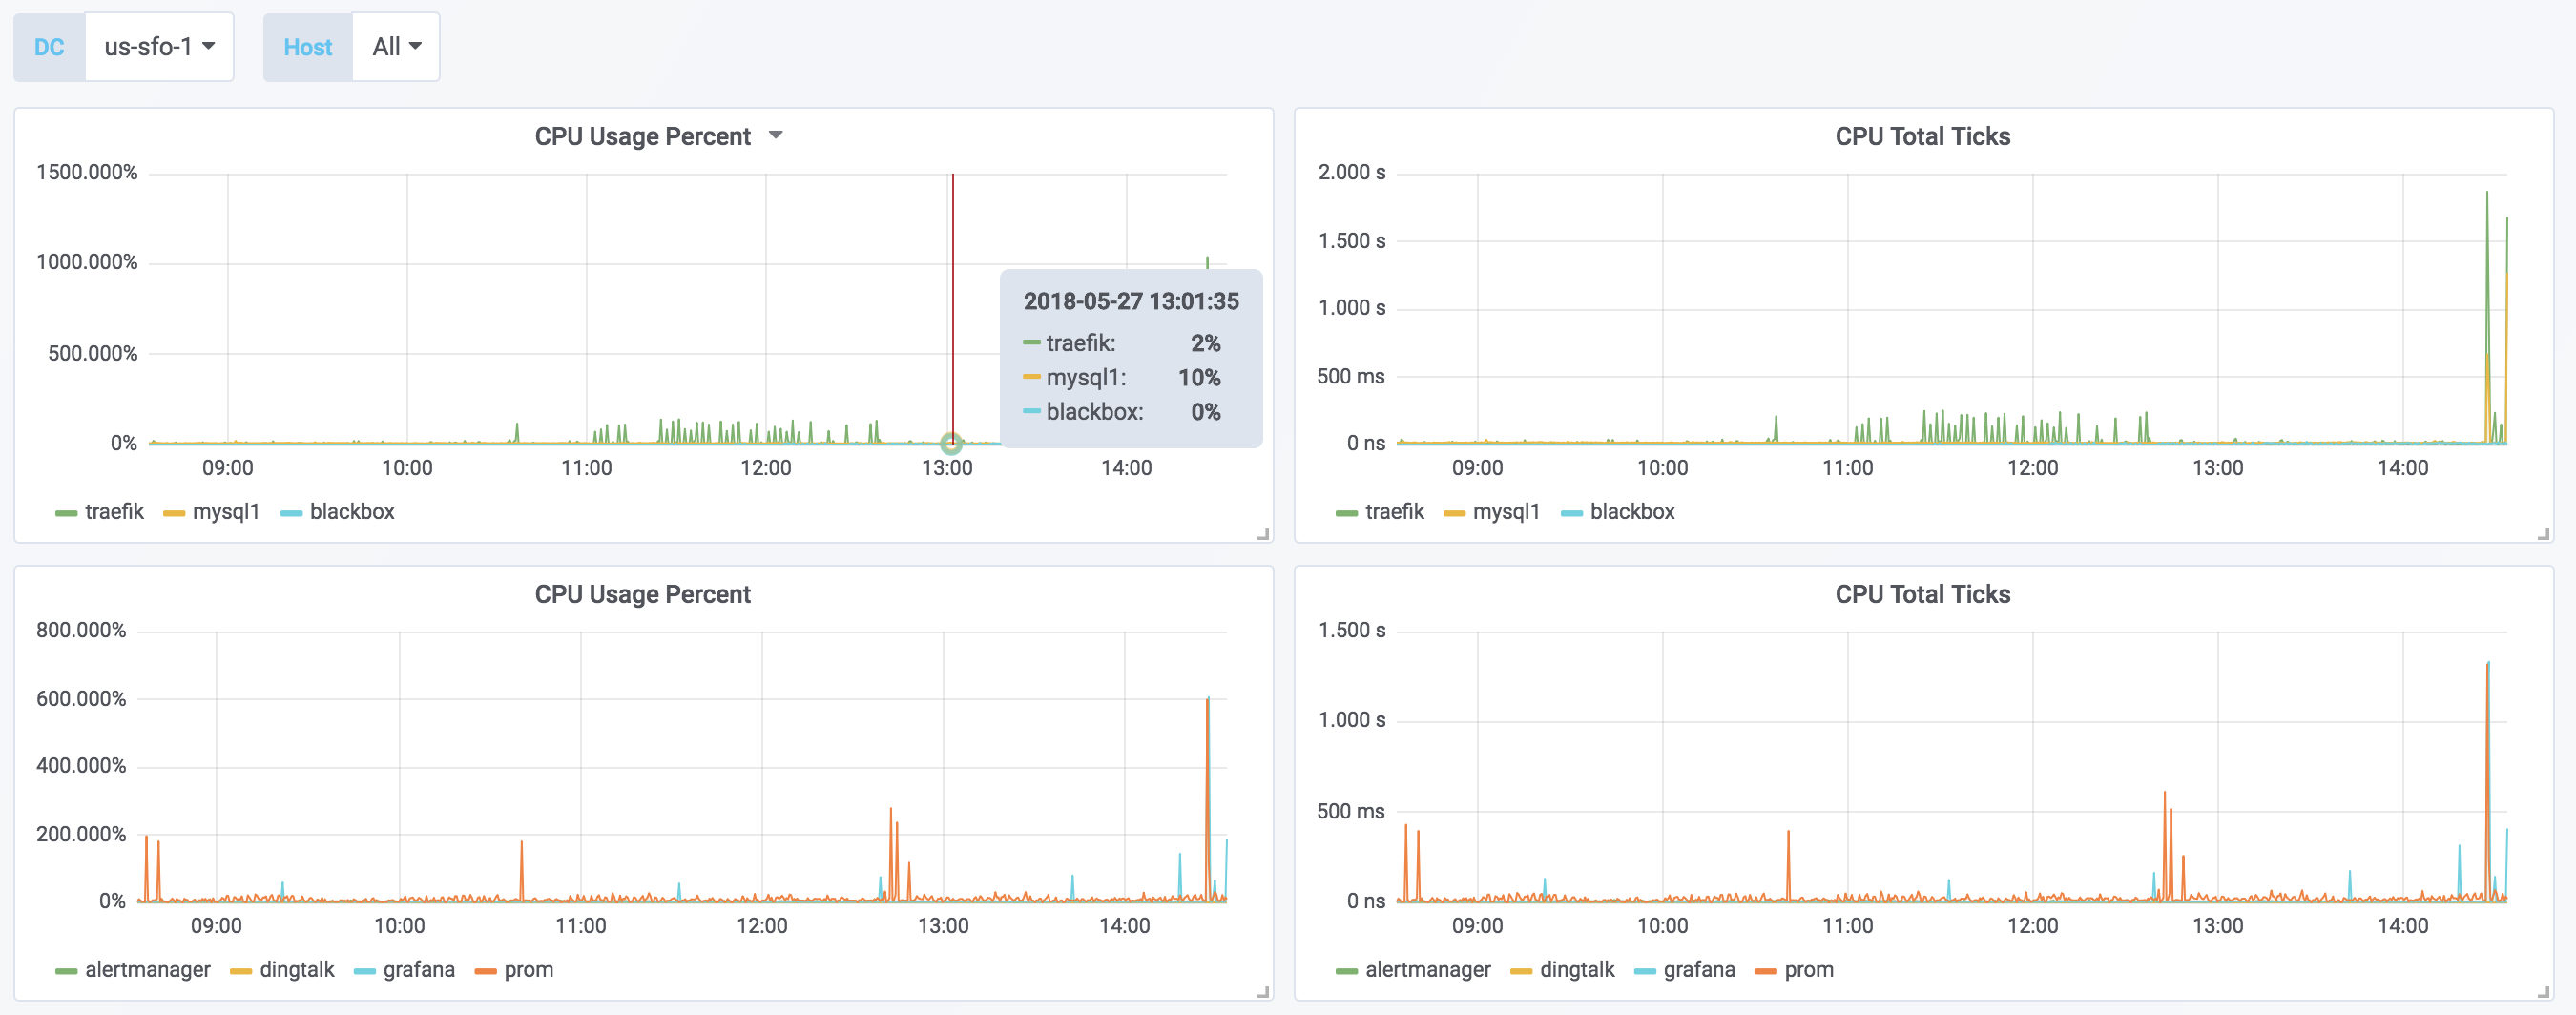 DC us-sfo-1 Host All
CPU Usage Percent
1500.000%
1000.000%
500.000%
0%
09:00 10:00 11:00 12:00 13:00 14:00
2018-05-27 13:01:35
traefik: 2%
mysql1: 10%
blackbox: 0%
traefik mysql1 blackbox
CPU Total Ticks
2.000 s
1.500 s
1.000 s
500 ms
0 ns
09:00 10:00 11:00 12:00 13:00 14:00
traefik mysql1 blackbox
CPU Usage Percent
800.000%
600.000%
400.000%
200.000%
0%
09:00 10:00 11:00 12:00 13:00 14:00
alertmanager dingtalk grafana prom
CPU Total Ticks
1.500 s
1.000 s
500 ms
0 ns
09:00 10:00 11:00 12:00 13:00 14:00
alertmanager dingtalk grafana prom